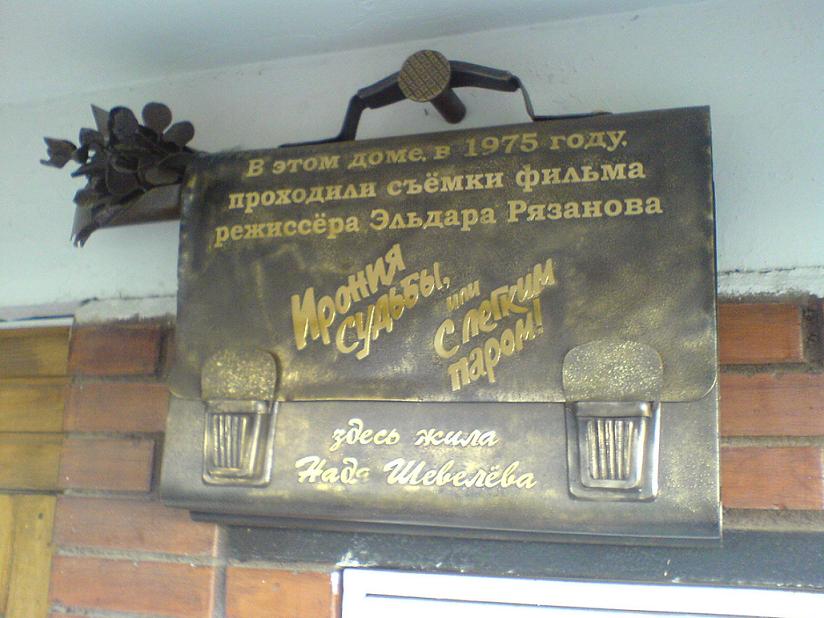 В этом доме, в 1975 году,
проходили съёмки фильма
режиссёра Эльдара Рязанова
Ирония
судьбы,
или
С легким
паром!
здесь жила
Надя Шевелёва